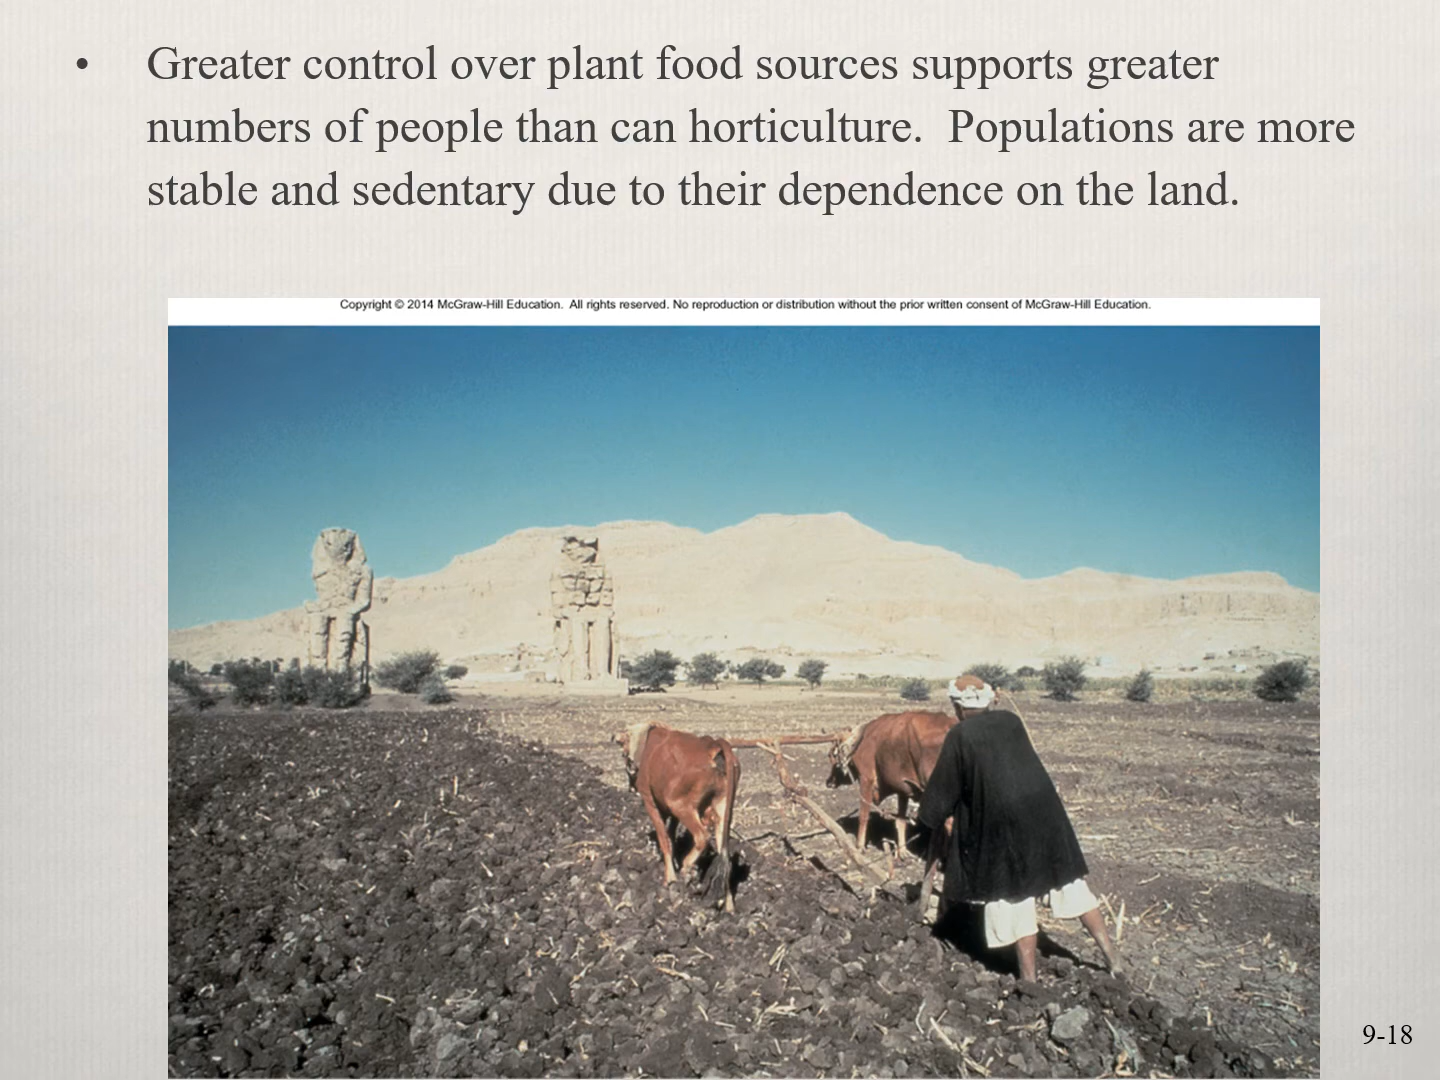 • Greater control over plant food sources supports greater
numbers of people than can horticulture.  Populations are more
stable and sedentary due to their dependence on the land.
Copyright © 2014 McGraw-Hill Education.  All rights reserved. No reproduction or distribution without the prior written consent of McGraw-Hill Education.
9-18